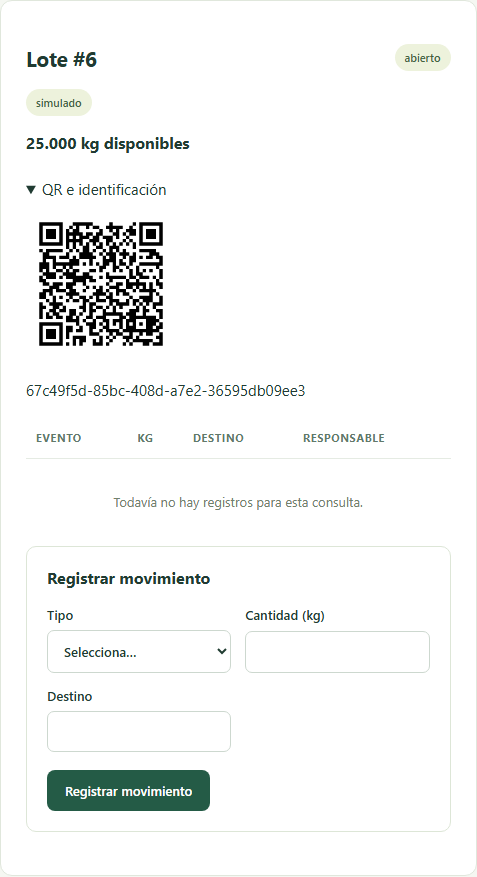 Lote #6
abierto
simulado
25.000 kg disponibles
QR e identificación
67c49f5d-85bc-408d-a7e2-36595db09ee3
EVENTO KG DESTINO RESPONSABLE
Todavía no hay registros para esta consulta.
Registrar movimiento
Tipo Cantidad (kg)
Selecciona...
Destino
Registrar movimiento